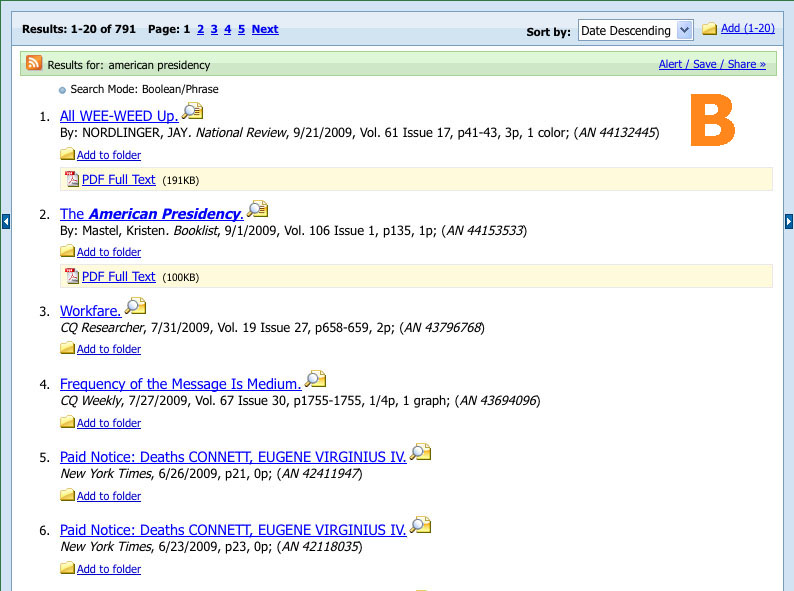 Results: 1-20 of 791 Page: 1 2 3 4 5 Next Sort by: Date Descending Add (1-20)
Results for: american presidency Alert / Save / Share »
Search Mode: Boolean/Phrase
B
1. All WEE-WEED Up.
By: NORDLINGER, JAY. National Review, 9/21/2009, Vol. 61 Issue 17, p41-43, 3p, 1 color; (AN 44132445)
Add to folder
PDF Full Text (191KB)
2. The American Presidency.
By: Mastel, Kristen. Booklist, 9/1/2009, Vol. 106 Issue 1, p135, 1p; (AN 44153533)
Add to folder
PDF Full Text (100KB)
3. Workfare.
CQ Researcher, 7/31/2009, Vol. 19 Issue 27, p658-659, 2p; (AN 43796768)
Add to folder
4. Frequency of the Message Is Medium.
CQ Weekly, 7/27/2009, Vol. 67 Issue 30, p1755-1755, 1/4p, 1 graph; (AN 43694096)
Add to folder
5. Paid Notice: Deaths CONNETT, EUGENE VIRGINIUS IV.
New York Times, 6/26/2009, p21, 0p; (AN 42411947)
Add to folder
6. Paid Notice: Deaths CONNETT, EUGENE VIRGINIUS IV.
New York Times, 6/23/2009, p23, 0p; (AN 42118035)
Add to folder